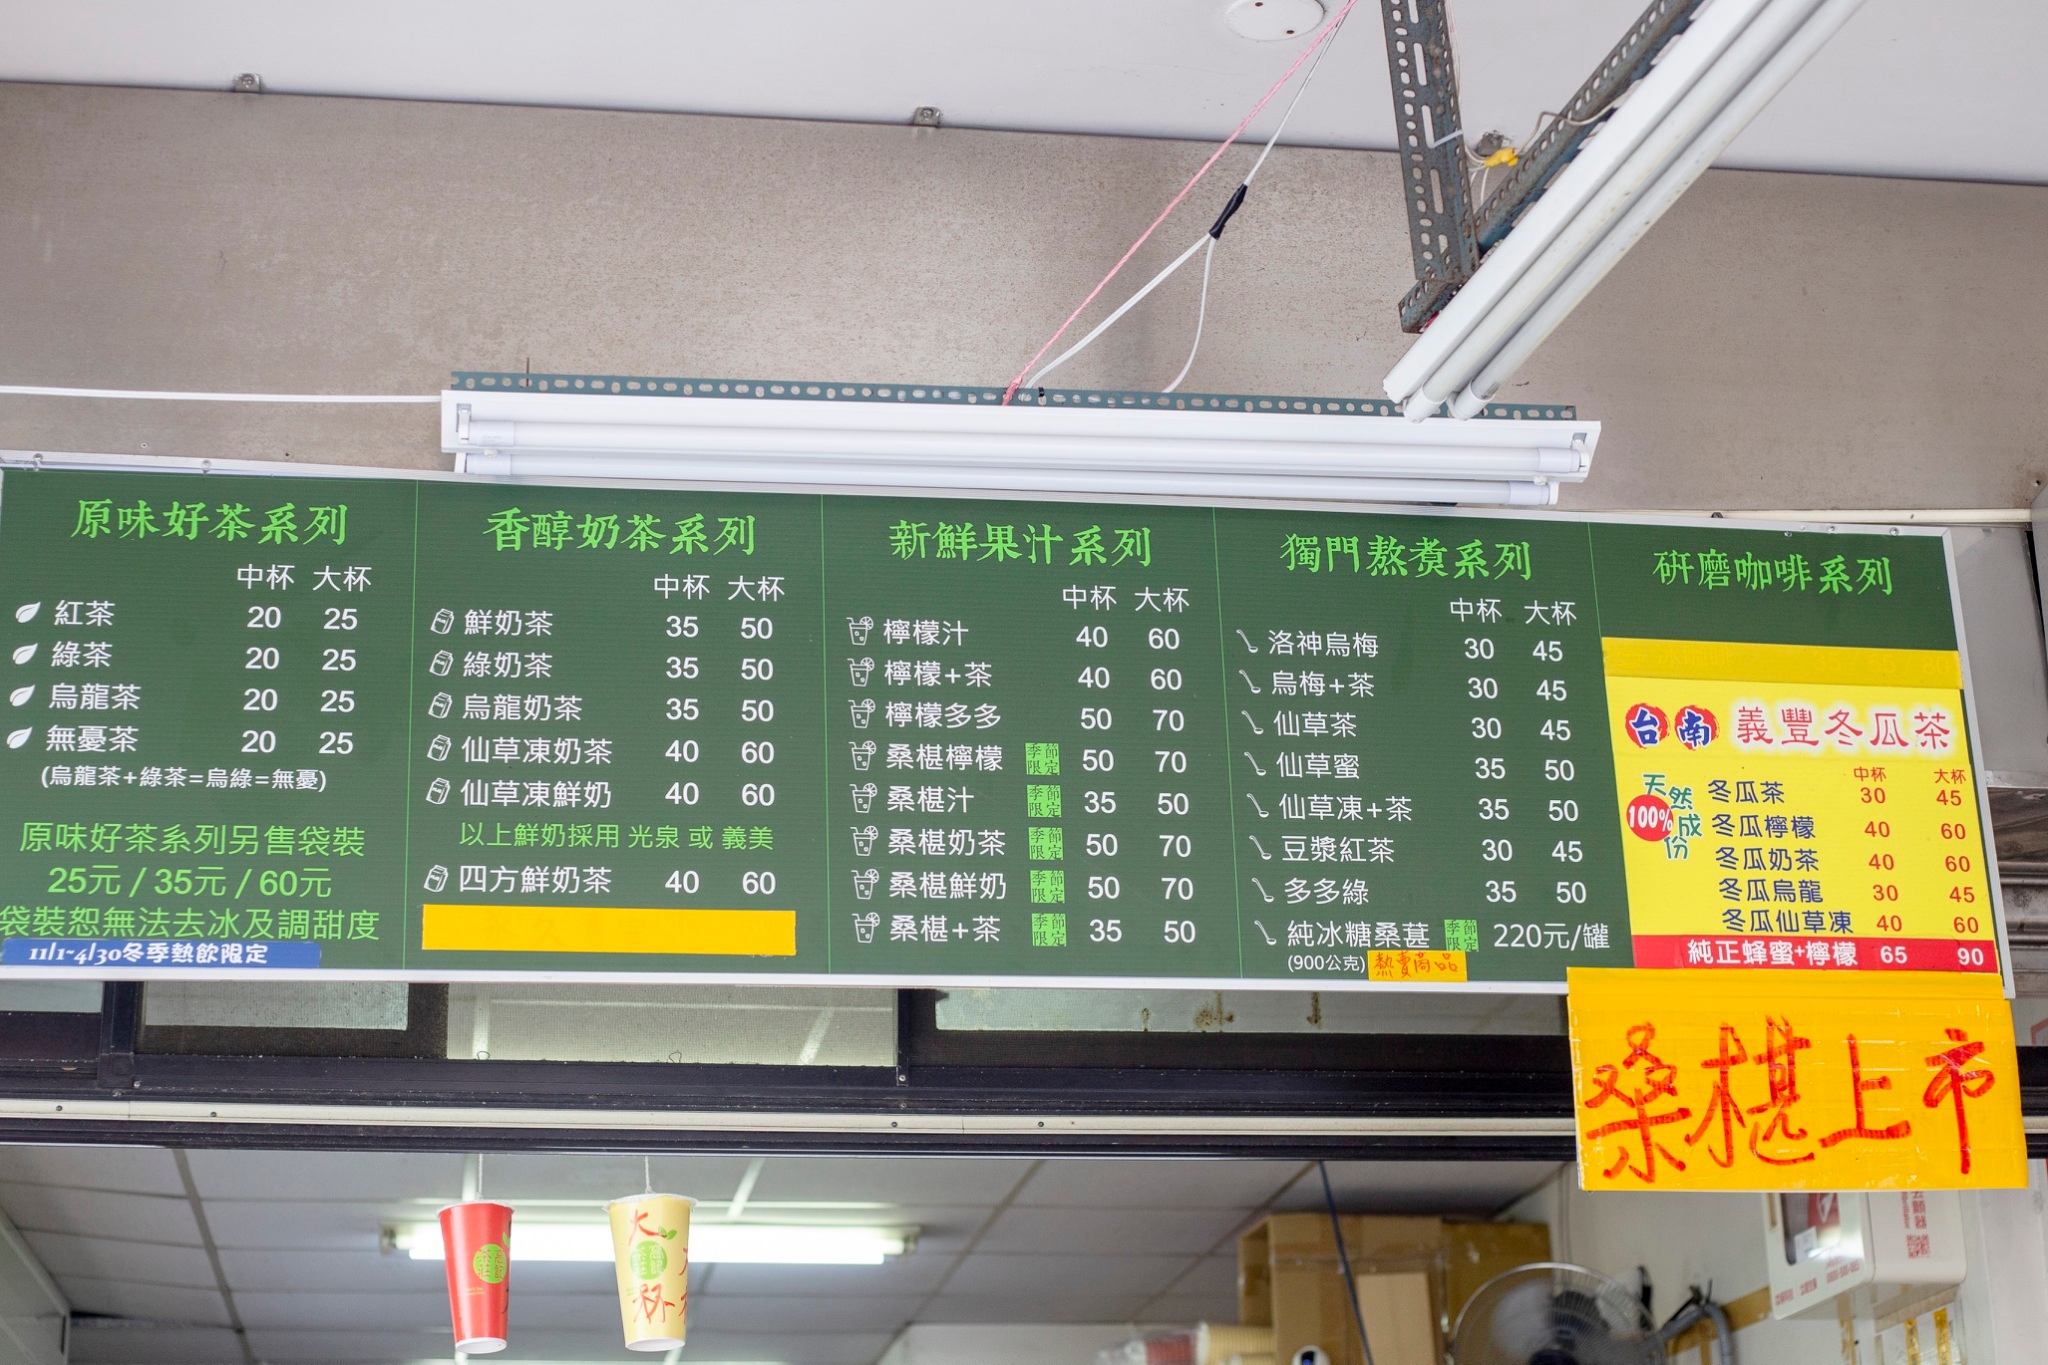 原味好茶系列
中杯 大杯
紅茶 20 25
綠茶 20 25
烏龍茶 20 25
無憂茶 20 25
(烏龍茶+綠茶=烏綠=無憂)
原味好茶系列另售袋裝
25元/35元/60元
袋裝恕無法去冰及調甜度
11/1~4/30冬季熱飲限定
香醇奶茶系列
中杯 大杯
鮮奶茶 35 50
綠奶茶 35 50
烏龍奶茶 35 50
仙草凍奶茶 40 60
仙草凍鮮奶 40 60
以上鮮奶採用 光泉 或 義美
四方鮮奶茶 40 60
新鮮果汁系列
中杯 大杯
檸檬汁 40 60
檸檬+茶 40 60
檸檬多多 50 70
桑椹檸檬 季節限定 50 70
桑椹汁 季節限定 35 50
桑椹奶茶 季節限定 50 70
桑椹鮮奶 季節限定 50 70
桑椹+茶 季節限定 35 50
獨門熬煑系列
中杯 大杯
洛神烏梅 30 45
烏梅+茶 30 45
仙草茶 30 45
仙草蜜 35 50
仙草凍+茶 35 50
豆漿紅茶 30 45
多多綠 35 50
純冰糖桑葚 季節限定 220元/罐
(900公克) 熱賣商品
研磨咖啡系列
台南 義豐冬瓜茶
天然
100%
成份
中杯 大杯
冬瓜茶 30 45
冬瓜檸檬 40 60
冬瓜奶茶 40 60
冬瓜烏龍 30 45
冬瓜仙草凍 40 60
純正蜂蜜+檸檬 65 90
桑椹上市
大
杯